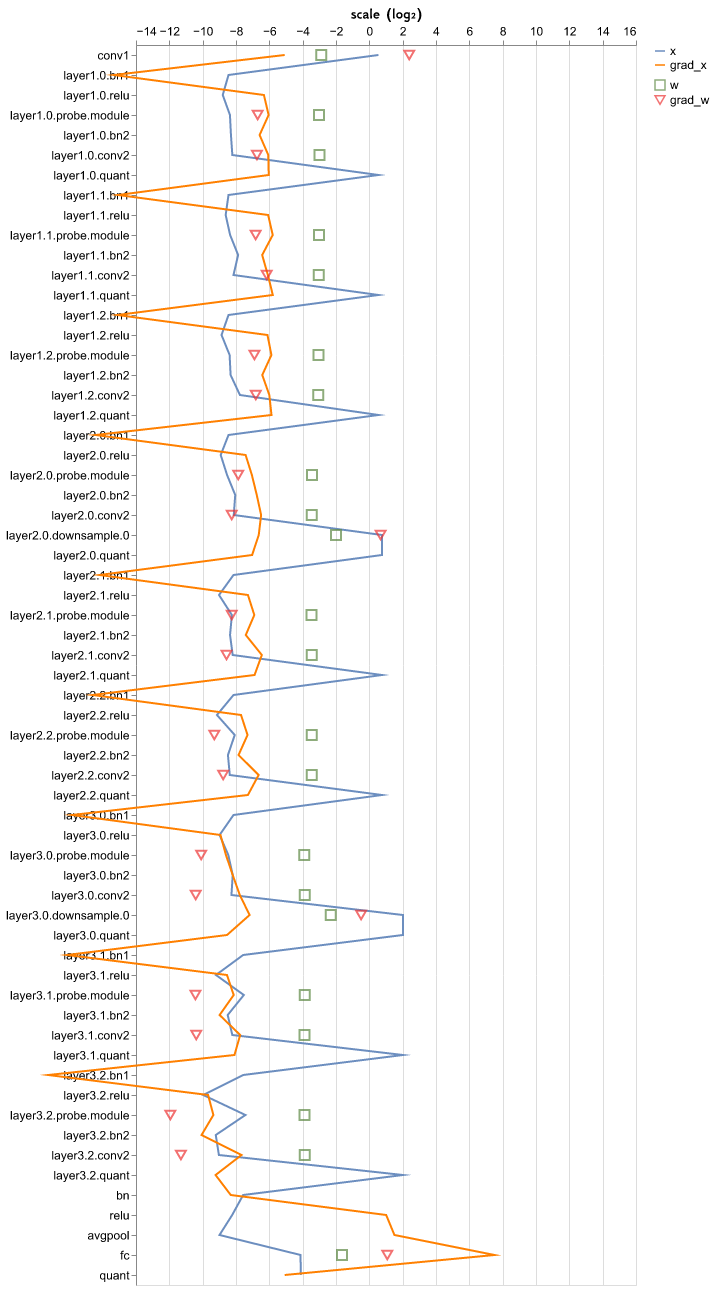 scale (log₂)
−14 −12 −10 −8 −6 −4 −2 0 2 4 6 8 10 12 14 16
x
grad_x
w
grad_w
conv1
layer1.0.bn1
layer1.0.relu
layer1.0.probe.module
layer1.0.bn2
layer1.0.conv2
layer1.0.quant
layer1.1.bn1
layer1.1.relu
layer1.1.probe.module
layer1.1.bn2
layer1.1.conv2
layer1.1.quant
layer1.2.bn1
layer1.2.relu
layer1.2.probe.module
layer1.2.bn2
layer1.2.conv2
layer1.2.quant
layer2.0.bn1
layer2.0.relu
layer2.0.probe.module
layer2.0.bn2
layer2.0.conv2
layer2.0.downsample.0
layer2.0.quant
layer2.1.bn1
layer2.1.relu
layer2.1.probe.module
layer2.1.bn2
layer2.1.conv2
layer2.1.quant
layer2.2.bn1
layer2.2.relu
layer2.2.probe.module
layer2.2.bn2
layer2.2.conv2
layer2.2.quant
layer3.0.bn1
layer3.0.relu
layer3.0.probe.module
layer3.0.bn2
layer3.0.conv2
layer3.0.downsample.0
layer3.0.quant
layer3.1.bn1
layer3.1.relu
layer3.1.probe.module
layer3.1.bn2
layer3.1.conv2
layer3.1.quant
layer3.2.bn1
layer3.2.relu
layer3.2.probe.module
layer3.2.bn2
layer3.2.conv2
layer3.2.quant
bn
relu
avgpool
fc
quant